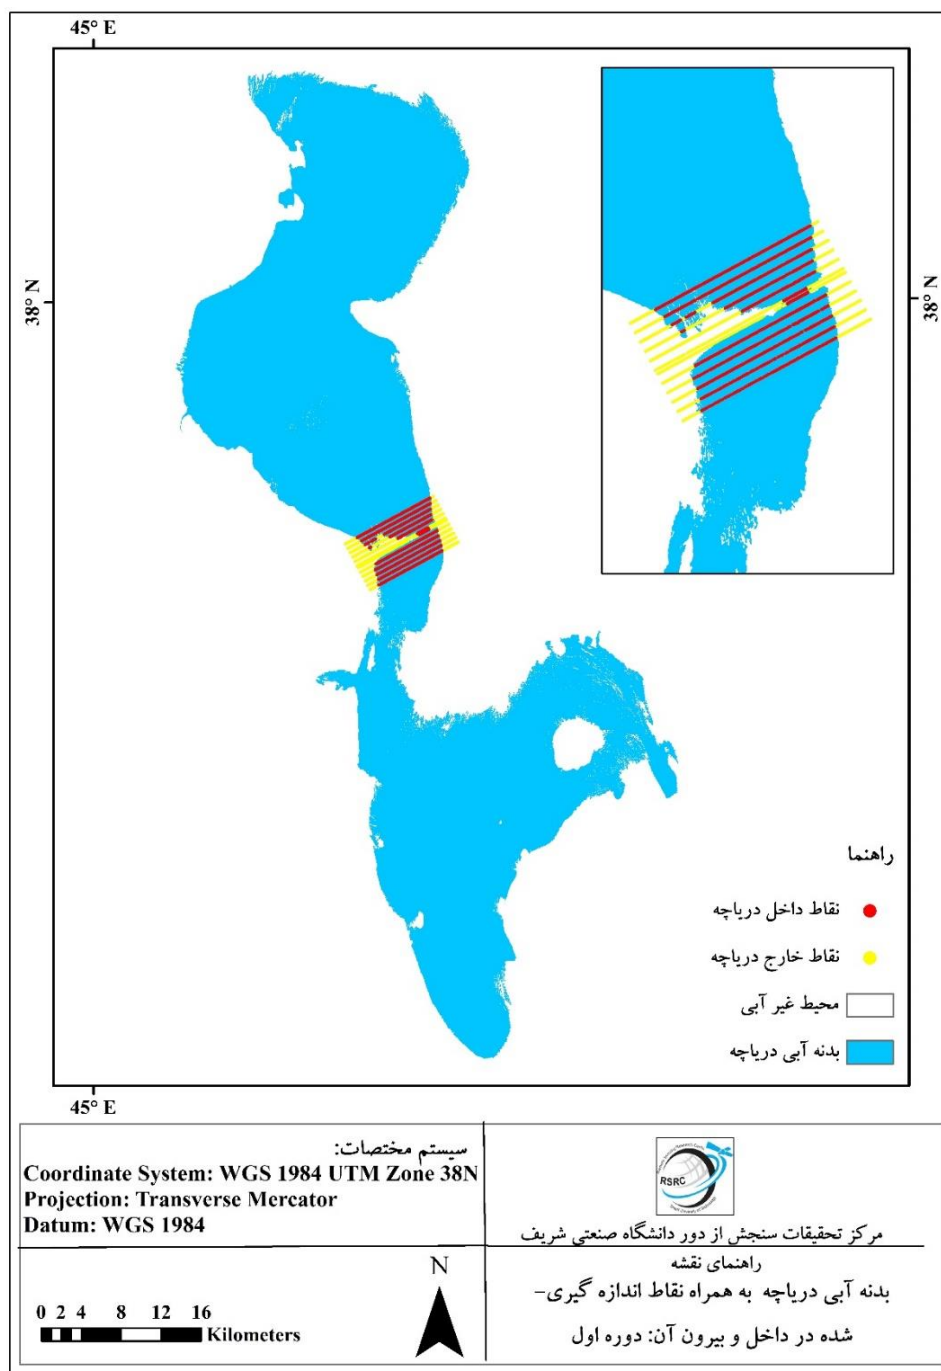 45° E
38° N
38° N
راهنما
نقاط داخل دریاچه
نقاط خارج دریاچه
محیط غیر آبی
بدنه آبی دریاچه
45° E
سیستم مختصات:
Coordinate System: WGS 1984 UTM Zone 38N
Projection: Transverse Mercator
Datum: WGS 1984
RSRC
مرکز تحقیقات سنجش از دور دانشگاه صنعتی شریف
راهنمای نقشه
بدنه آبی دریاچه به همراه نقاط اندازه گیری-
شده در داخل و بیرون آن: دوره اول
N
0 2 4 8 12 16
Kilometers